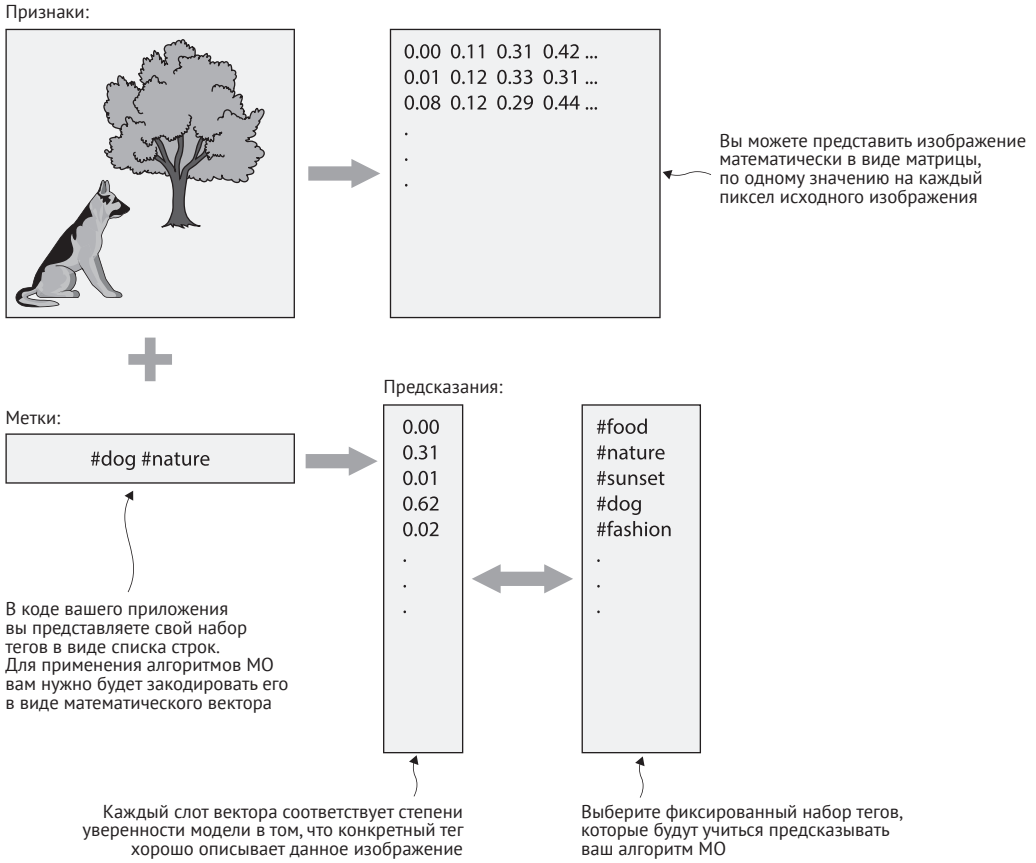 Признаки:
0.00 0.11 0.31 0.42 ...
0.01 0.12 0.33 0.31 ...
0.08 0.12 0.29 0.44 ...
.
.
.
Вы можете представить изображение
математически в виде матрицы,
по одному значению на каждый
пиксел исходного изображения
Метки:
#dog #nature
В коде вашего приложения
вы представляете свой набор
тегов в виде списка строк.
Для применения алгоритмов МО
вам нужно будет закодировать его
в виде математического вектора
Предсказания:
0.00
0.31
0.01
0.62
0.02
.
.
.
#food
#nature
#sunset
#dog
#fashion
.
.
.
Каждый слот вектора соответствует степени
уверенности модели в том, что конкретный тег
хорошо описывает данное изображение
Выберите фиксированный набор тегов,
которые будут учиться предсказывать
ваш алгоритм МО